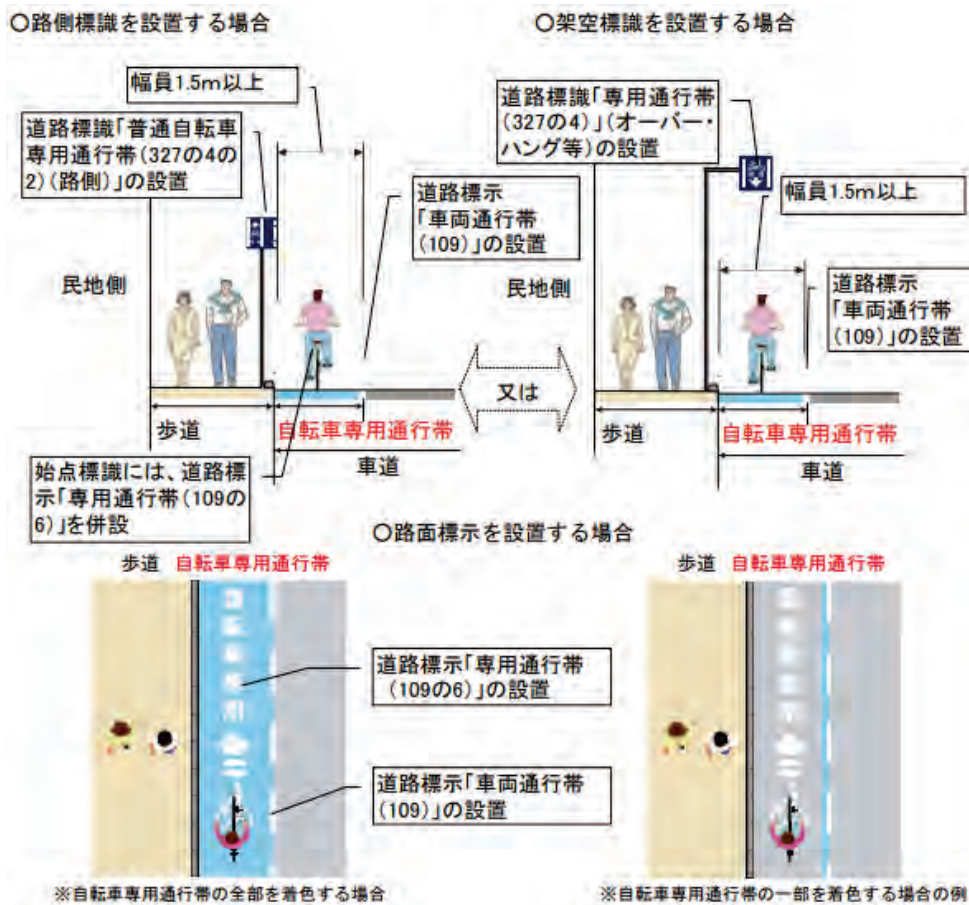 〇路側標識を設置する場合
幅員1.5m以上
道路標識「普通自転車
専用通行帯(327の4の
2)(路側)」の設置
道路標示
「車両通行帯
(109)」の設置
民地側
歩道
自転車専用通行帯
車道
始点標識には、道路標
示「専用通行帯(109の
6)」を併設
又は
〇架空標識を設置する場合
道路標識「専用通行帯
(327の4)」(オーバー・
ハング等)の設置
幅員1.5m以上
民地側
道路標示
「車両通行帯
(109)」の設置
歩道
自転車専用通行帯
車道
〇路面標示を設置する場合
歩道 自転車専用通行帯
道路標示「専用通行帯
(109の6)」の設置
道路標示「車両通行帯
(109)」の設置
※自転車専用通行帯の全部を着色する場合
歩道 自転車専用通行帯
※自転車専用通行帯の一部を着色する場合の例